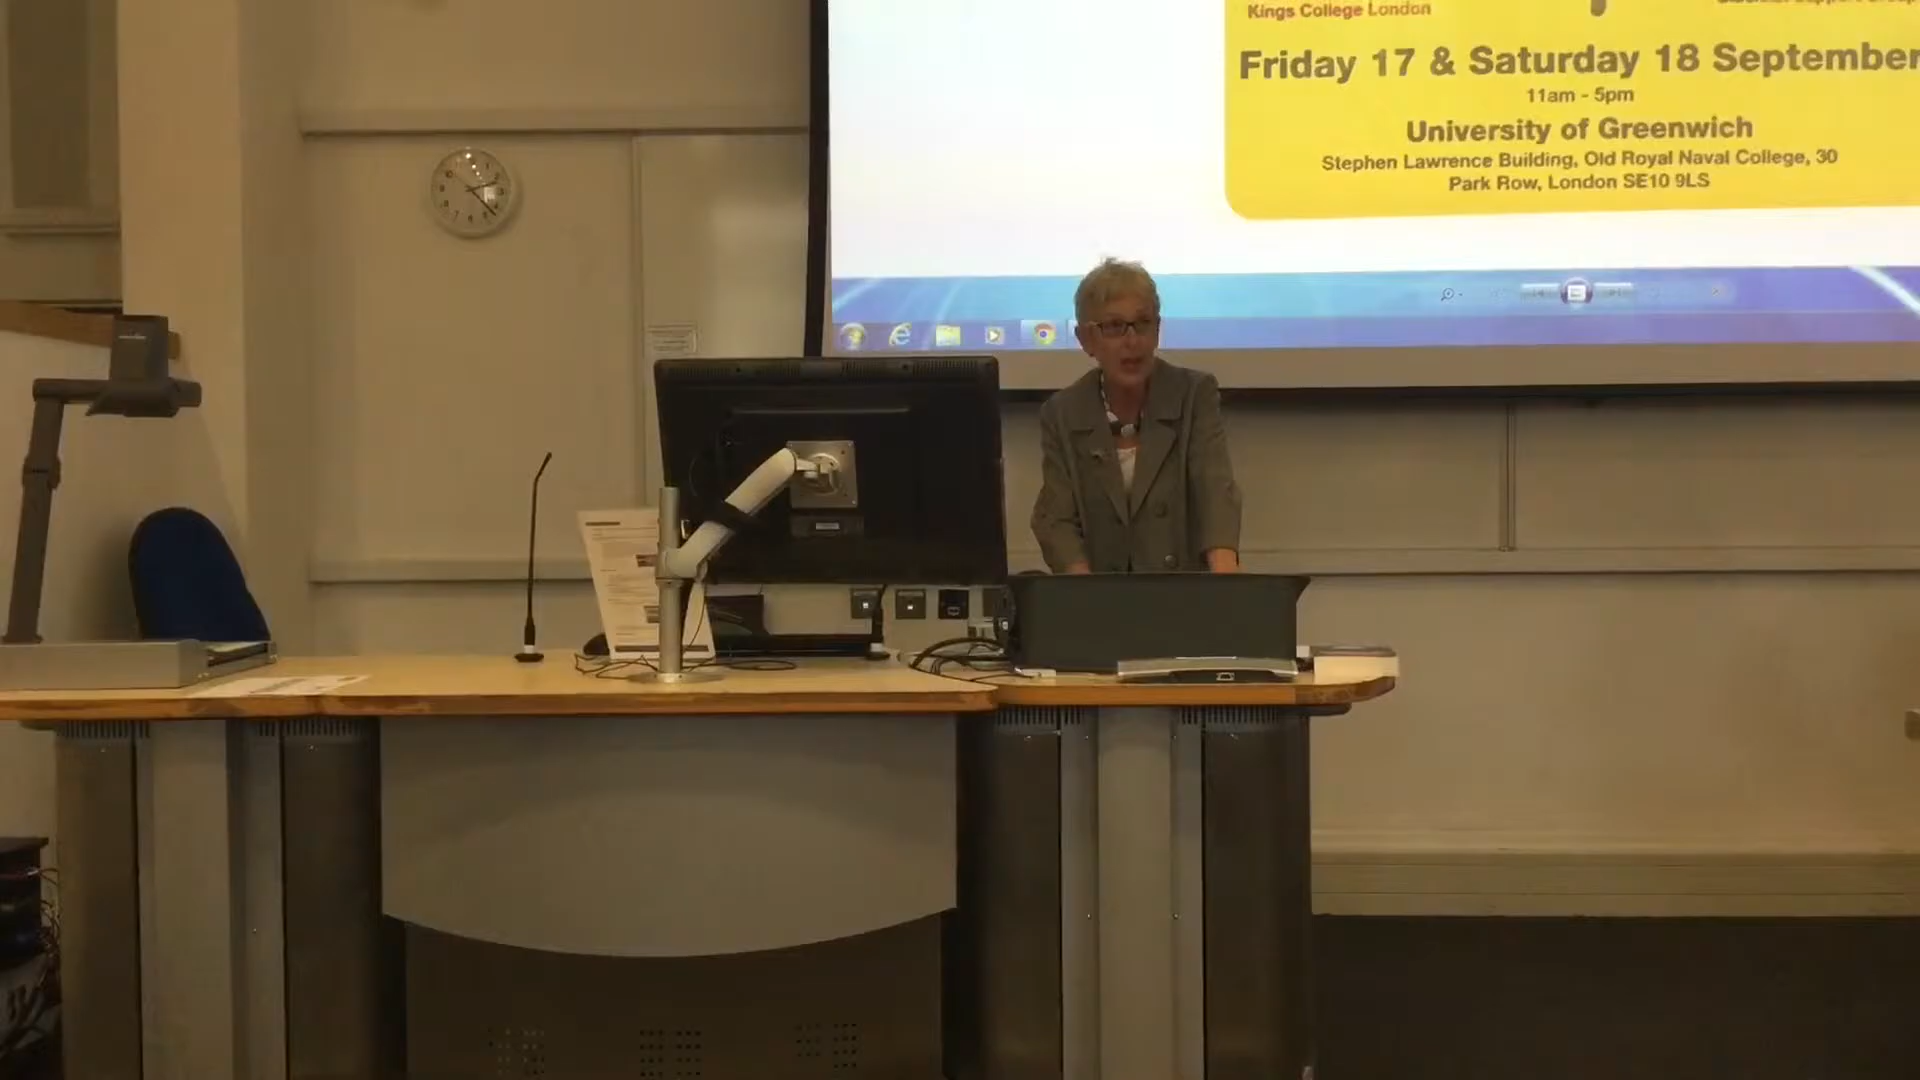 Kings College London
Friday 17 & Saturday 18 September
11am - 5pm
University of Greenwich
Stephen Lawrence Building, Old Royal Naval College, 30
Park Row, London SE10 9LS